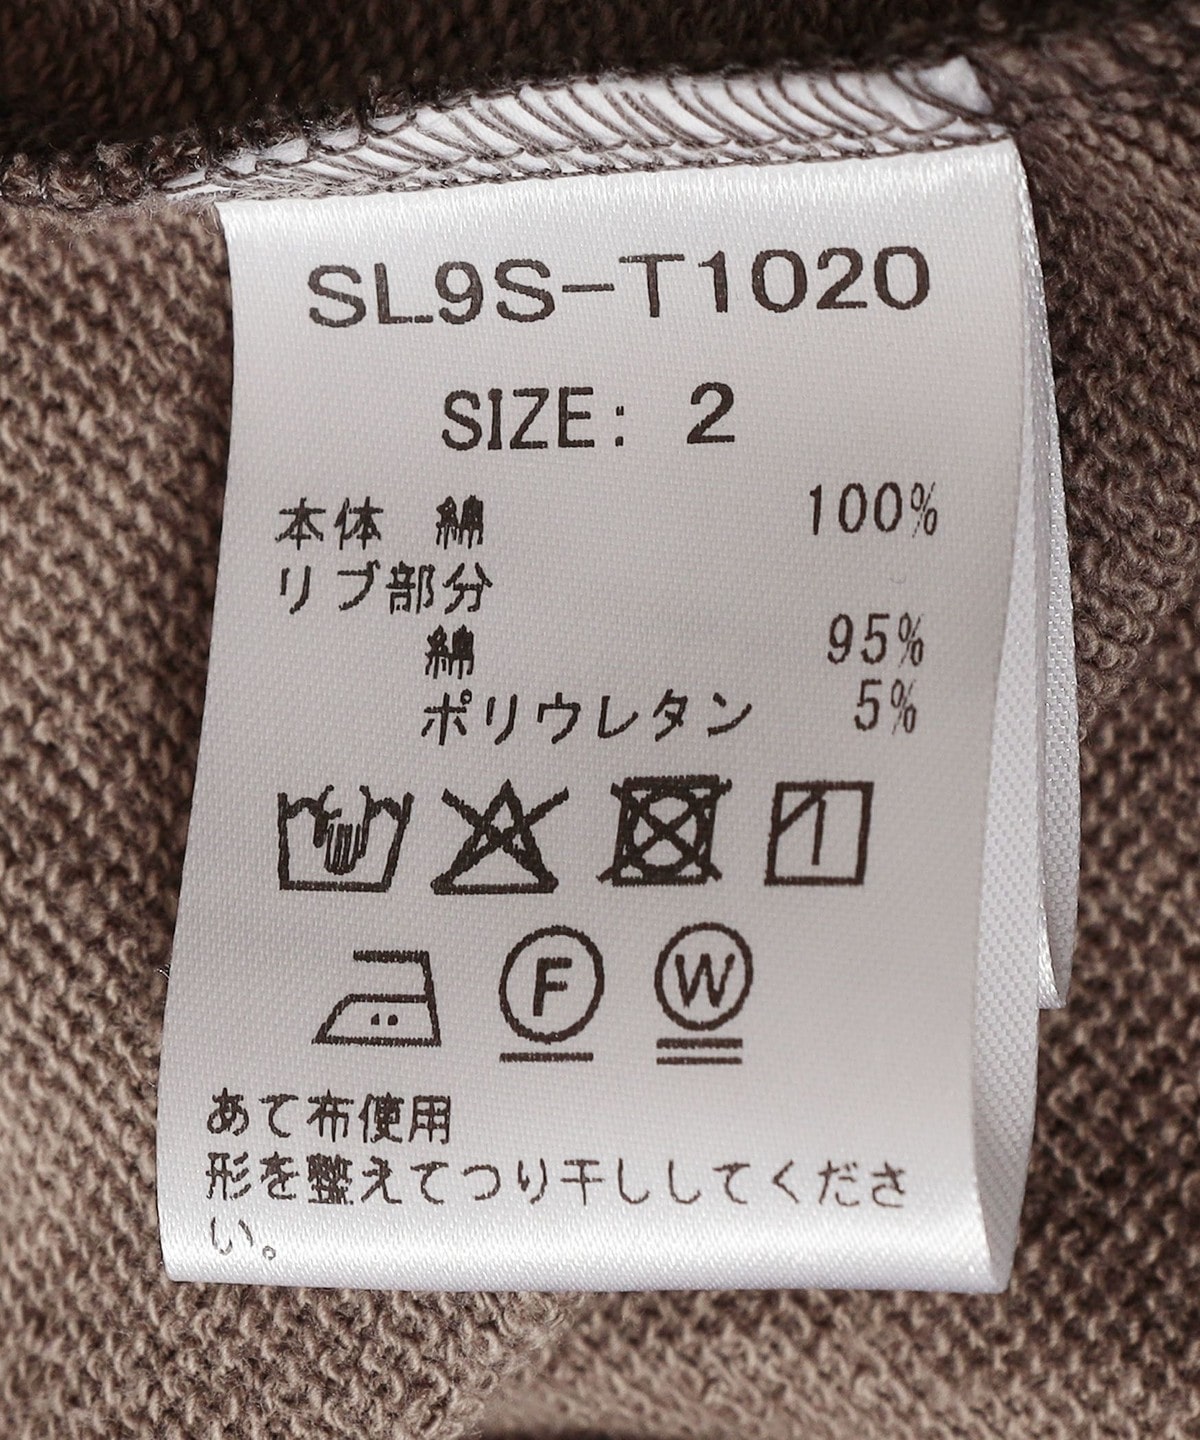 SL9S-T1020
SIZE: 2
本体 綿 100%
リブ部分
綿 95%
ポリウレタン 5%
F W
あて布使用
形を整えてつり干ししてくださ
い。